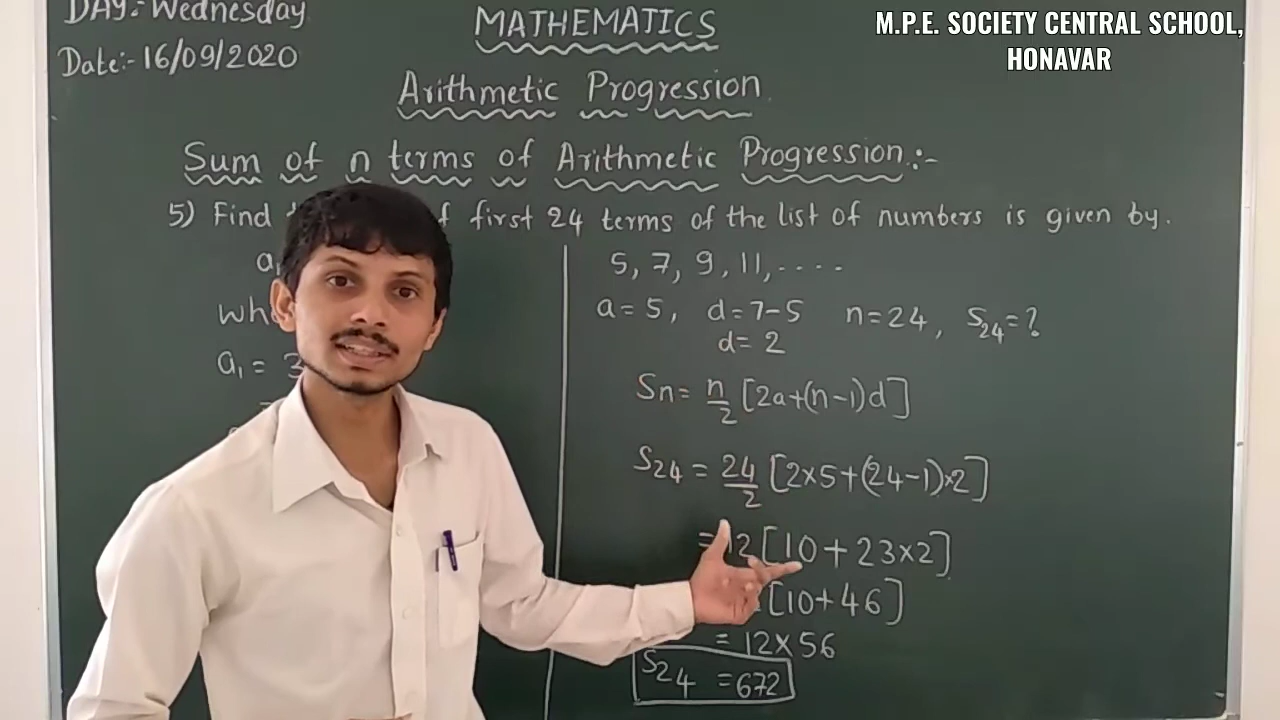 DAY:- Wednesday
Date:- 16/09/2020
MATHEMATICS
M.P.E. SOCIETY CENTRAL SCHOOL,
HONAVAR
Arithmetic Progression
Sum of n terms of Arithmetic Progression:-
5) Find first 24 terms of the list of numbers is given by.
5, 7, 9, 11, ....
a = 5, d = 7-5 n = 24, S₂₄ = ?
d = 2
a₁ = 3
Sn = n/2 [2a+(n-1)d]
S₂₄ = 24/2 [2×5+(24-1)×2]
= 12 [10 + 23×2]
[10+46]
= 12×56
S₂₄ = 672